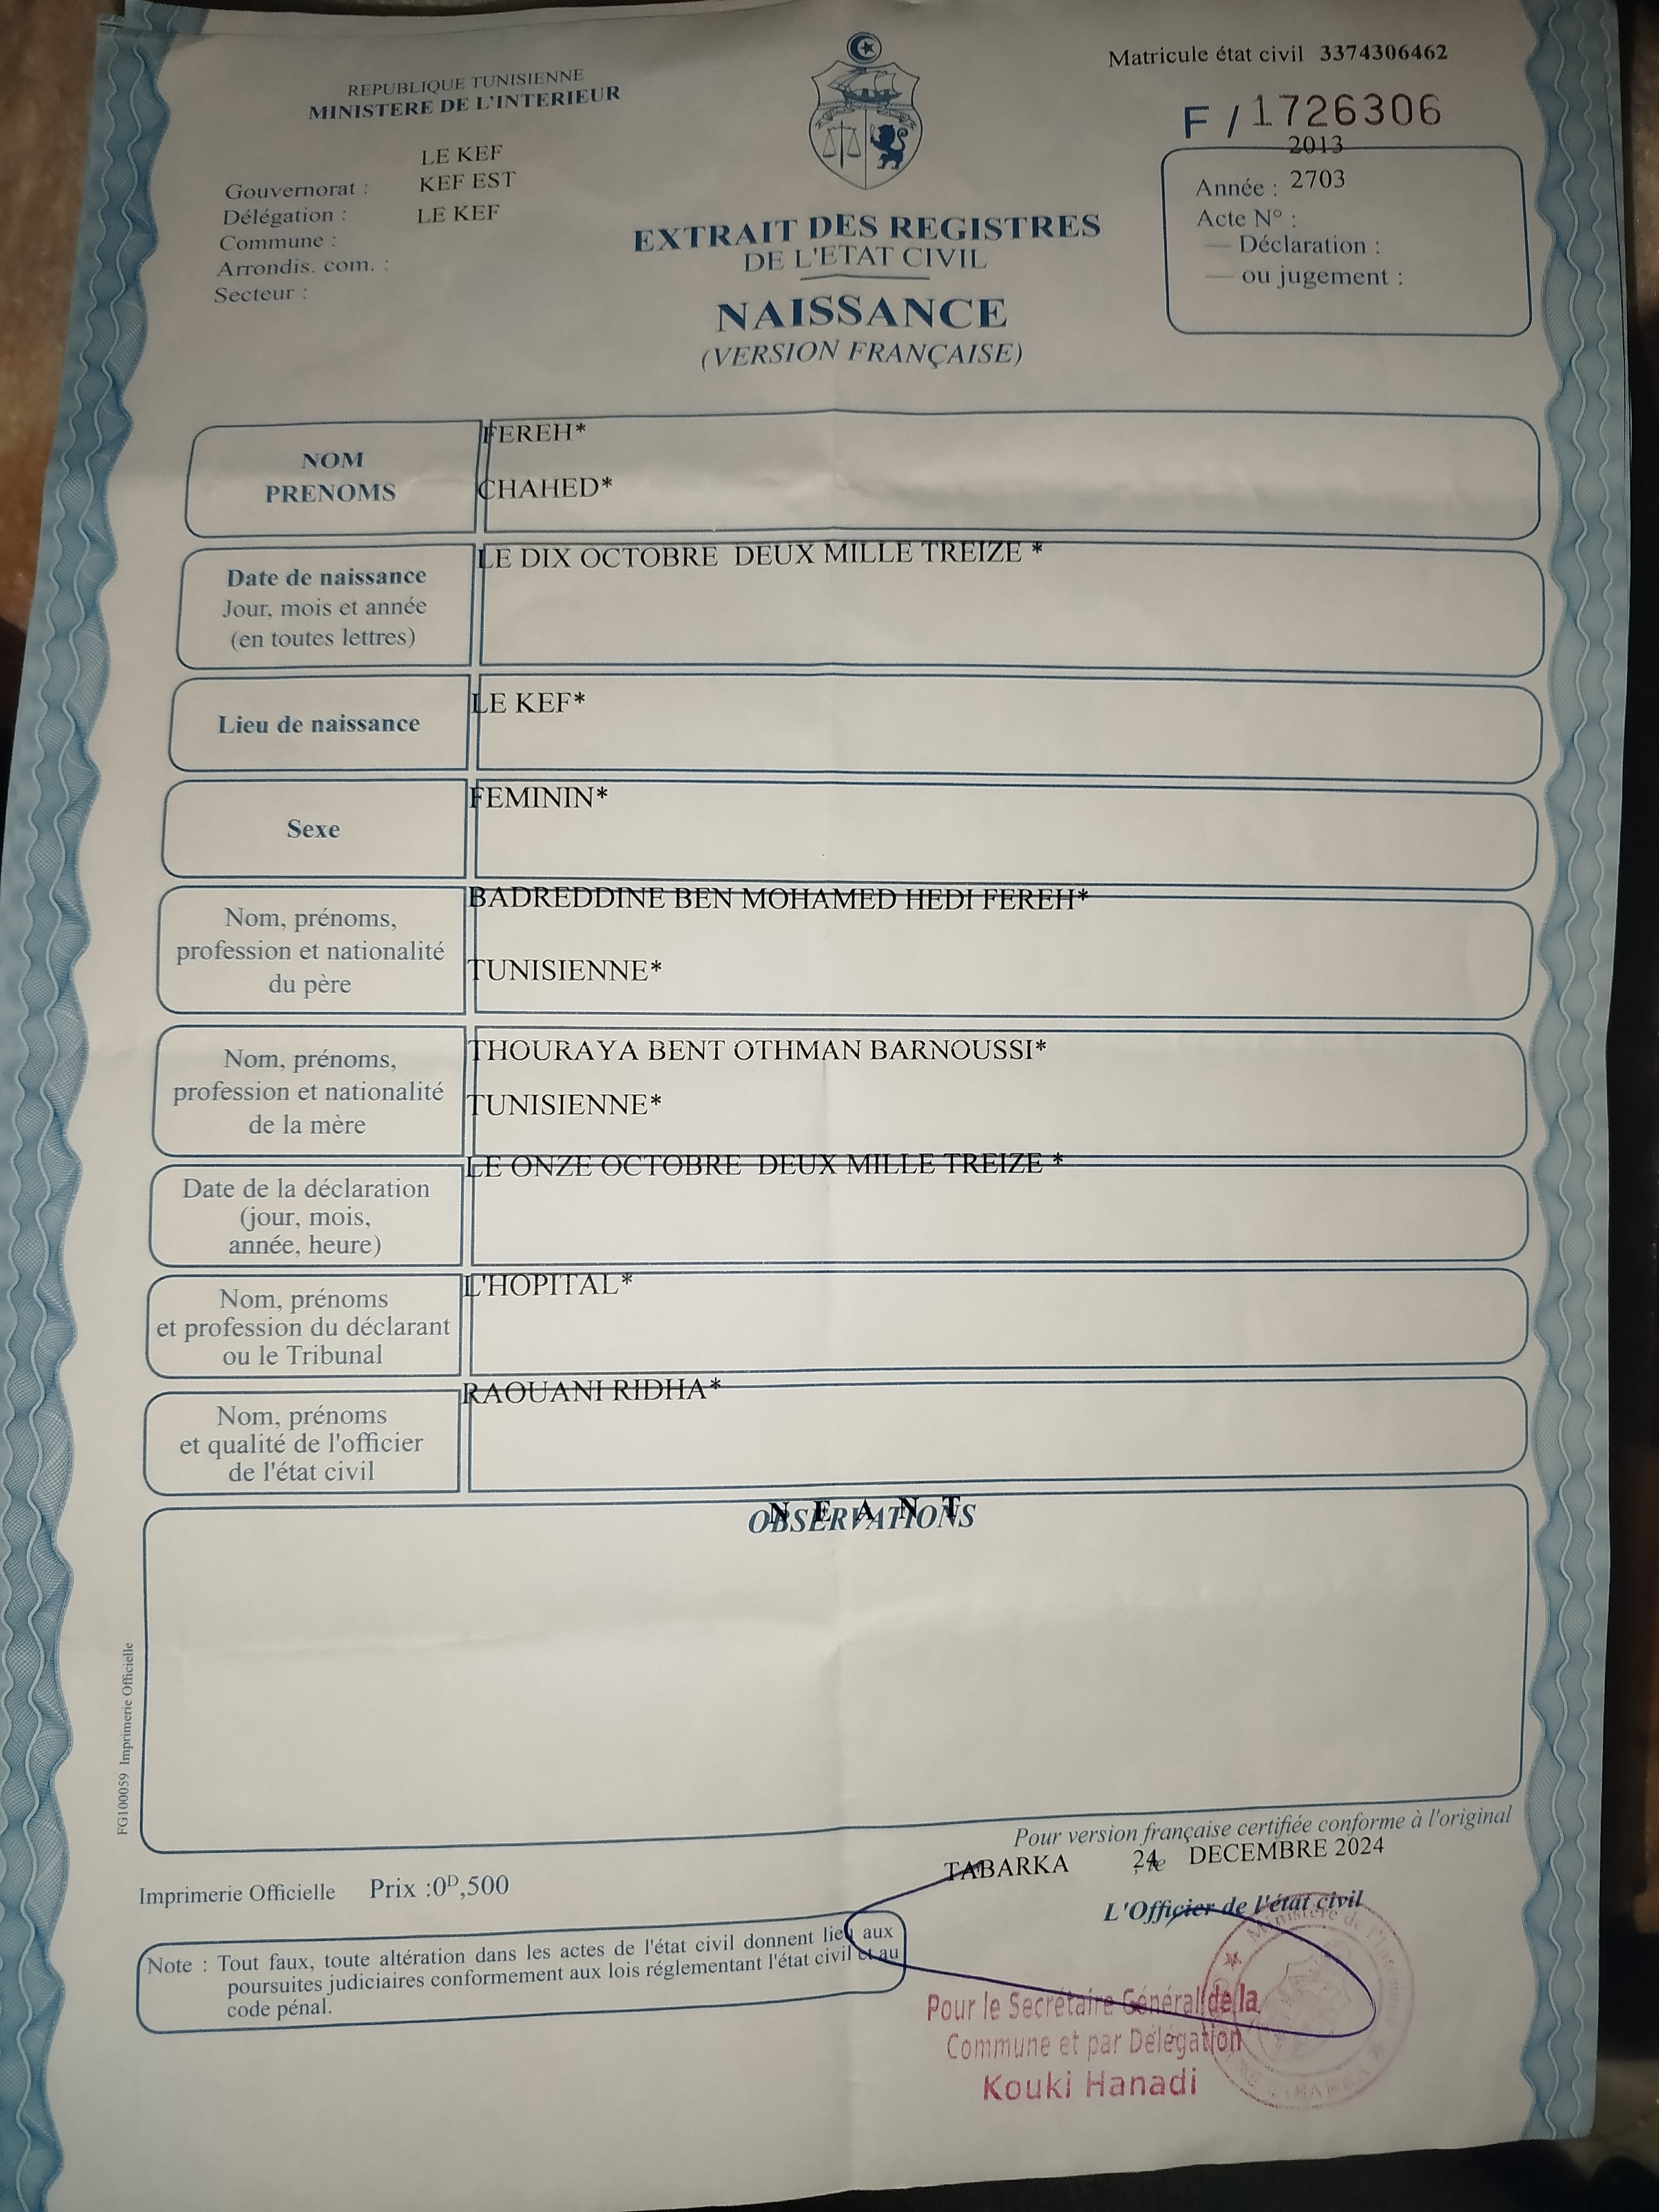 REPUBLIQUE TUNISIENNE
MINISTERE DE L'INTERIEUR
LE KEF
Gouvernorat : KEF EST
Délégation : LE KEF
Commune :
Arrondis. com. :
Secteur :
Matricule état civil 3374306462
F / 1726306
2013
Année : 2703
Acte N° :
— Déclaration :
— ou jugement :
EXTRAIT DES REGISTRES
DE L'ETAT CIVIL
NAISSANCE
(VERSION FRANÇAISE)
NOM
PRENOMS
FEREH*
CHAHED*
Date de naissance
Jour, mois et année
(en toutes lettres)
LE DIX OCTOBRE DEUX MILLE TREIZE *
Lieu de naissance
LE KEF*
Sexe
FEMININ*
Nom, prénoms,
profession et nationalité
du père
BADREDDINE BEN MOHAMED HEDI FEREH*
TUNISIENNE*
Nom, prénoms,
profession et nationalité
de la mère
THOURAYA BENT OTHMAN BARNOUSSI*
TUNISIENNE*
Date de la déclaration
(jour, mois,
année, heure)
LE ONZE OCTOBRE DEUX MILLE TREIZE *
Nom, prénoms
et profession du déclarant
ou le Tribunal
L'HOPITAL*
Nom, prénoms
et qualité de l'officier
de l'état civil
RAOUANI RIDHA*
N E A N T
OBSERVATIONS
FG100059 Imprimerie Officielle
Pour version française certifiée conforme à l'original
TABARKA 24, le DECEMBRE 2024
Imprimerie Officielle Prix :0D,500
L'Officier de l'état civil
Note : Tout faux, toute altération dans les actes de l'état civil donnent lieu aux
poursuites judiciaires conformement aux lois réglementant l'état civil et au
code pénal.
Ministère de l'Intérieur
TABARKA
Pour le Secrétaire Général de la
Commune et par Délégation
Kouki Hanadi